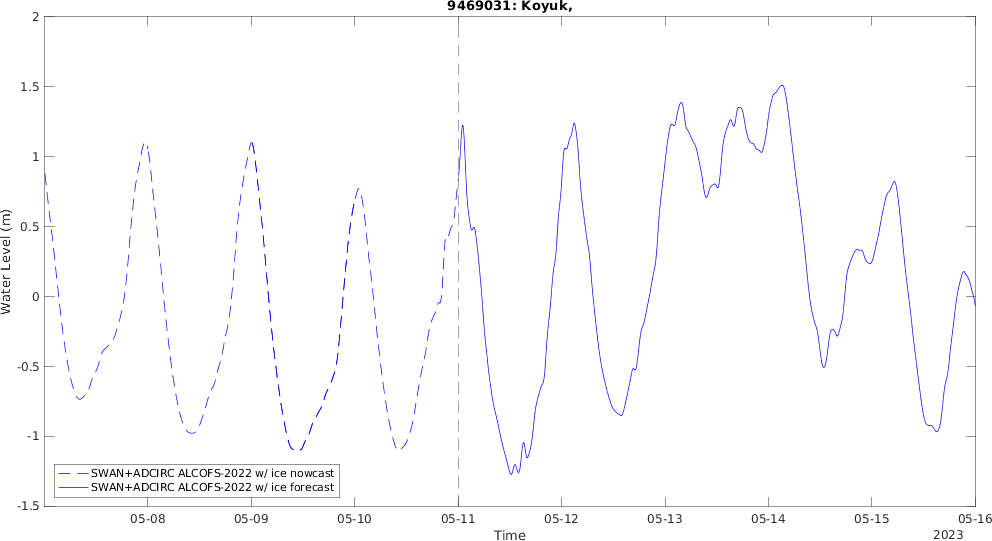 9469031: Koyuk,
2
1.5
1
0.5
0
-0.5
-1
-1.5
Water Level (m)
SWAN+ADCIRC ALCOFS-2022 w/ ice nowcast
SWAN+ADCIRC ALCOFS-2022 w/ ice forecast
05-08 05-09 05-10 05-11 05-12 05-13 05-14 05-15 05-16
Time
2023